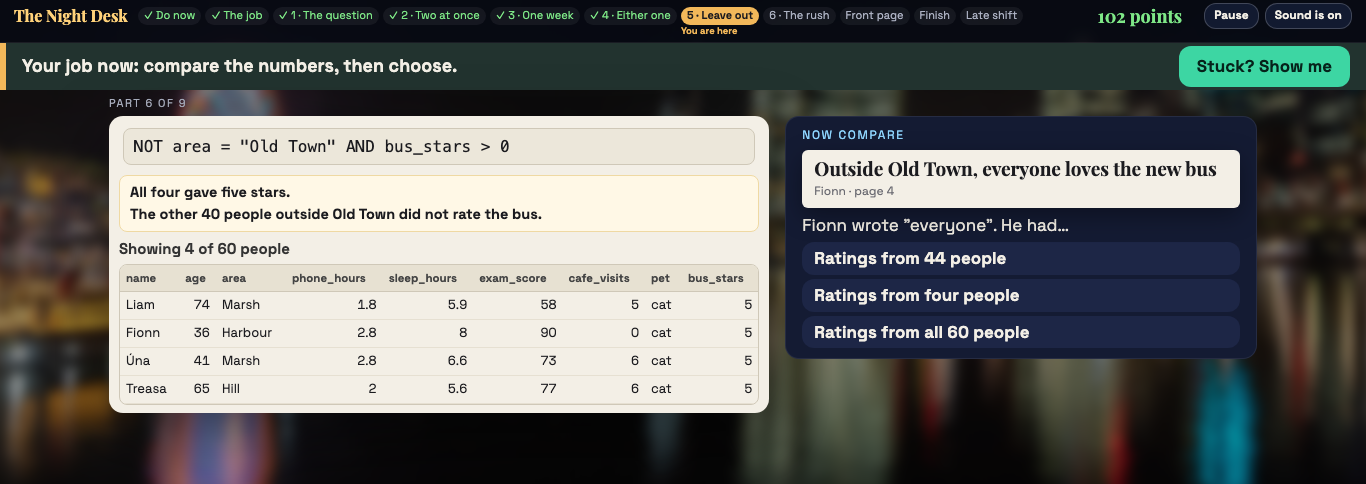 The Night Desk
✓ Do now
✓ The job
✓ 1 · The question
✓ 2 · Two at once
✓ 3 · One week
✓ 4 · Either one
5 · Leave out
6 · The rush
Front page
Finish
Late shift
You are here
102 points
Pause
Sound is on
Your job now: compare the numbers, then choose.
Stuck? Show me
PART 6 OF 9
NOT area = "Old Town" AND bus_stars > 0
All four gave five stars.
The other 40 people outside Old Town did not rate the bus.
Showing 4 of 60 people
name age area phone_hours sleep_hours exam_score cafe_visits pet bus_stars
Liam 74 Marsh 1.8 5.9 58 5 cat 5
Fionn 36 Harbour 2.8 8 90 0 cat 5
Úna 41 Marsh 2.8 6.6 73 6 cat 5
Treasa 65 Hill 2 5.6 77 6 cat 5
NOW COMPARE
Outside Old Town, everyone loves the new bus
Fionn · page 4
Fionn wrote "everyone". He had…
Ratings from 44 people
Ratings from four people
Ratings from all 60 people